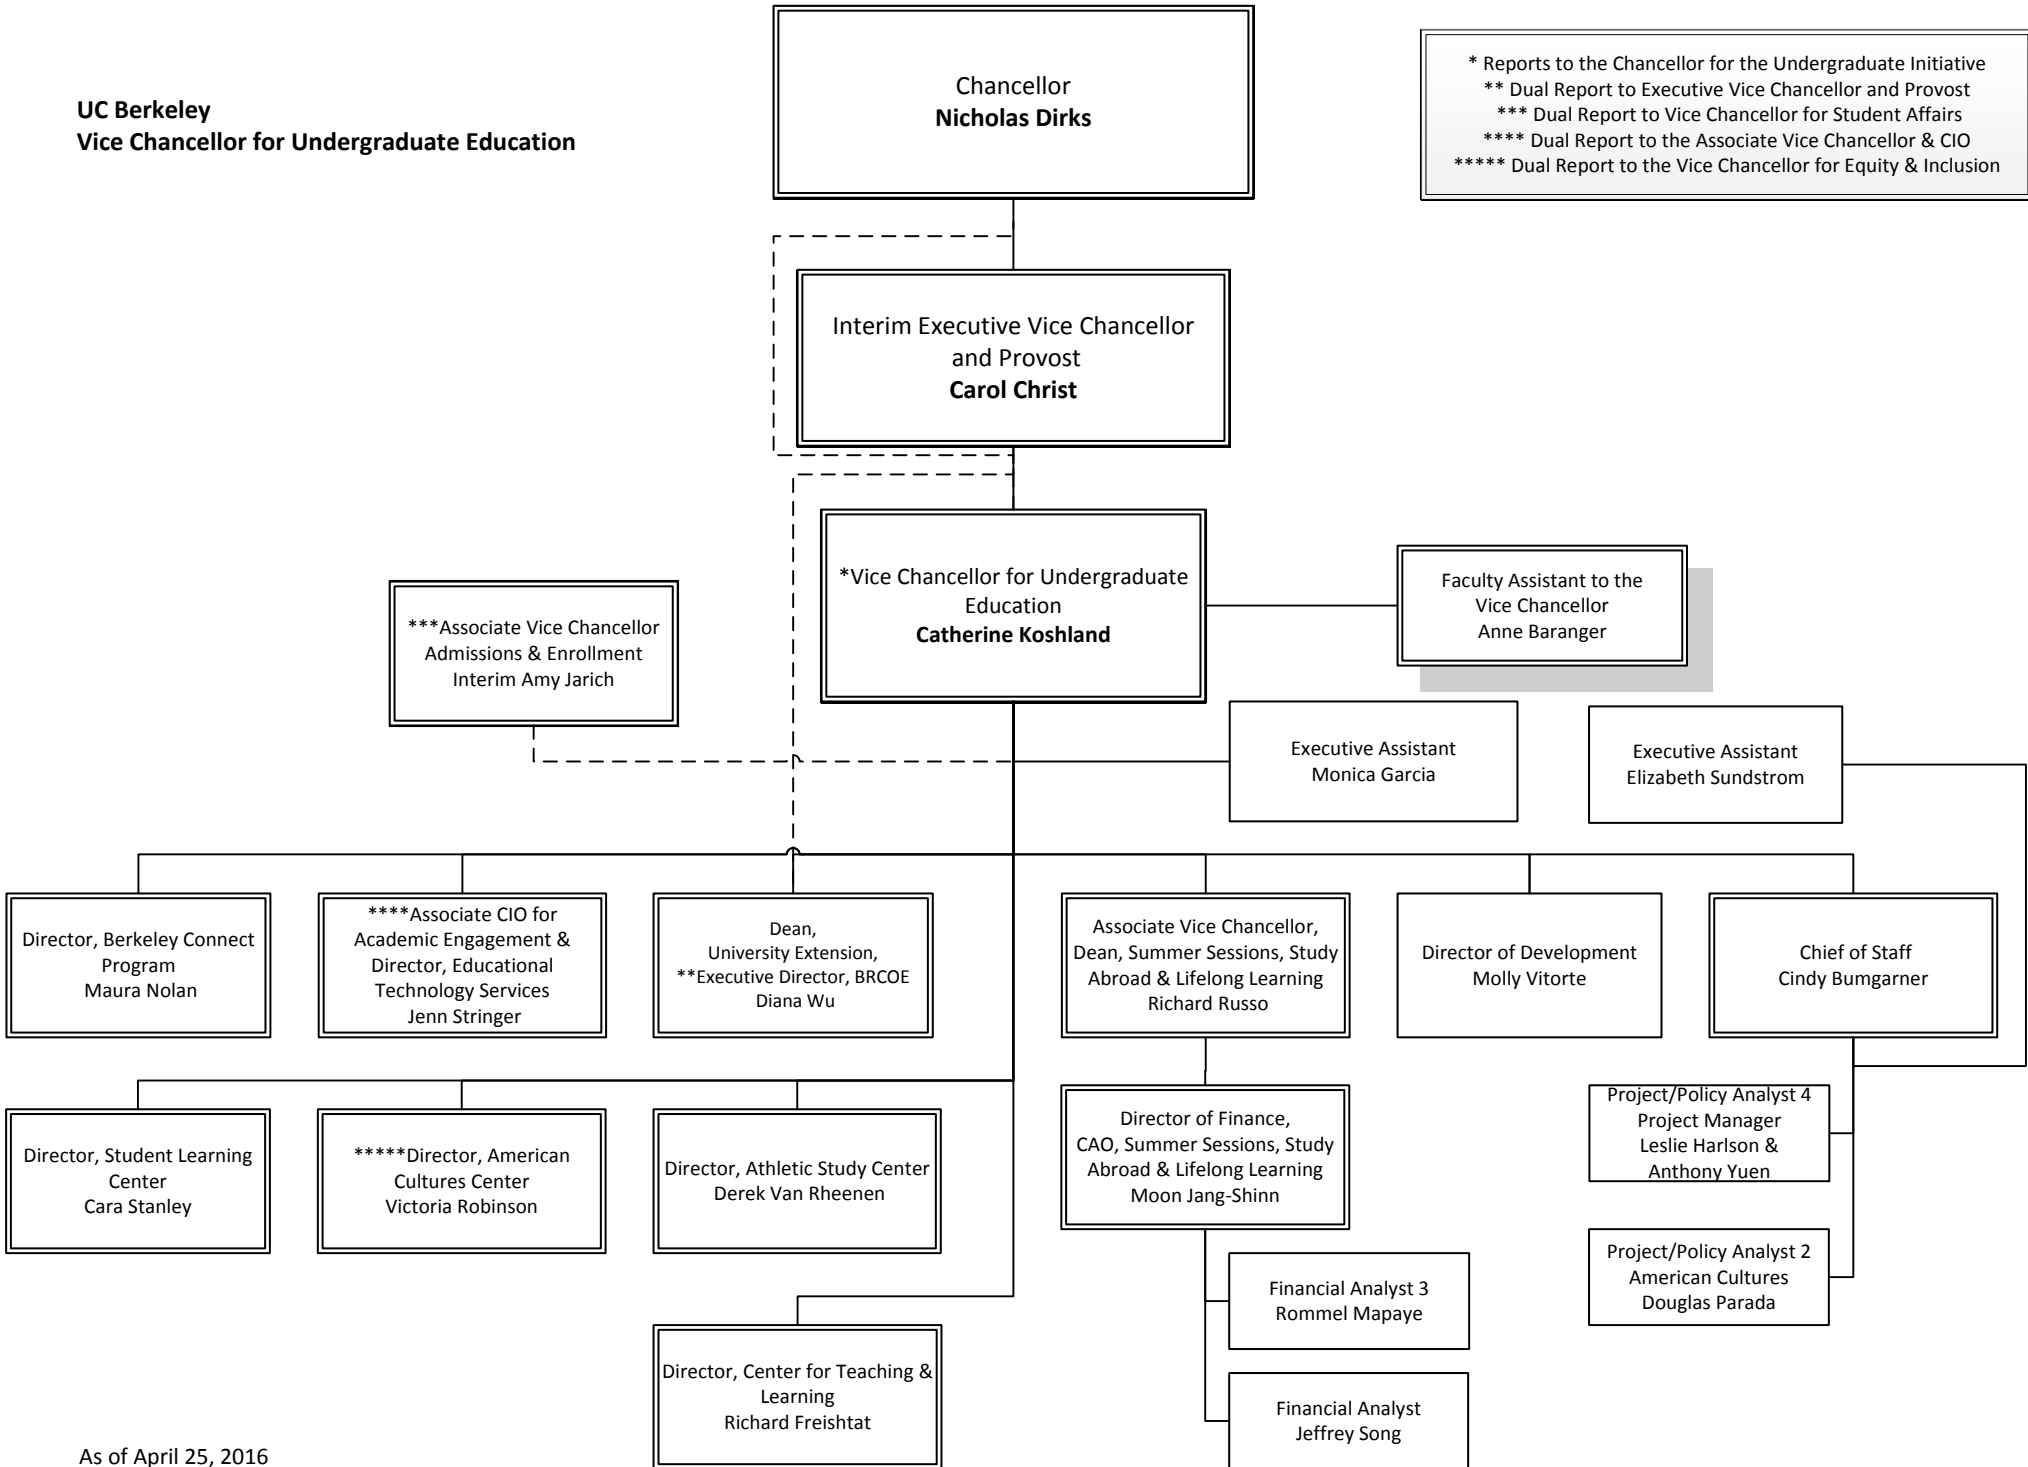 UC Berkeley
Vice Chancellor for Undergraduate Education
Chancellor
Nicholas Dirks
* Reports to the Chancellor for the Undergraduate Initiative
** Dual Report to Executive Vice Chancellor and Provost
*** Dual Report to Vice Chancellor for Student Affairs
**** Dual Report to the Associate Vice Chancellor & CIO
***** Dual Report to the Vice Chancellor for Equity & Inclusion
Interim Executive Vice Chancellor
and Provost
Carol Christ
*Vice Chancellor for Undergraduate
Education
Catherine Koshland
Faculty Assistant to the
Vice Chancellor
Anne Baranger
***Associate Vice Chancellor
Admissions & Enrollment
Interim Amy Jarich
Executive Assistant
Monica Garcia
Executive Assistant
Elizabeth Sundstrom
Director, Berkeley Connect
Program
Maura Nolan
****Associate CIO for
Academic Engagement &
Director, Educational
Technology Services
Jenn Stringer
Dean,
University Extension,
**Executive Director, BRCOE
Diana Wu
Associate Vice Chancellor,
Dean, Summer Sessions, Study
Abroad & Lifelong Learning
Richard Russo
Director of Development
Molly Vitorte
Chief of Staff
Cindy Bumgarner
Director, Student Learning
Center
Cara Stanley
*****Director, American
Cultures Center
Victoria Robinson
Director, Athletic Study Center
Derek Van Rheenen
Director of Finance,
CAO, Summer Sessions, Study
Abroad & Lifelong Learning
Moon Jang-Shinn
Project/Policy Analyst 4
Project Manager
Leslie Harlson &
Anthony Yuen
Project/Policy Analyst 2
American Cultures
Douglas Parada
Financial Analyst 3
Rommel Mapaye
Director, Center for Teaching &
Learning
Richard Freishtat
Financial Analyst
Jeffrey Song
As of April 25, 2016